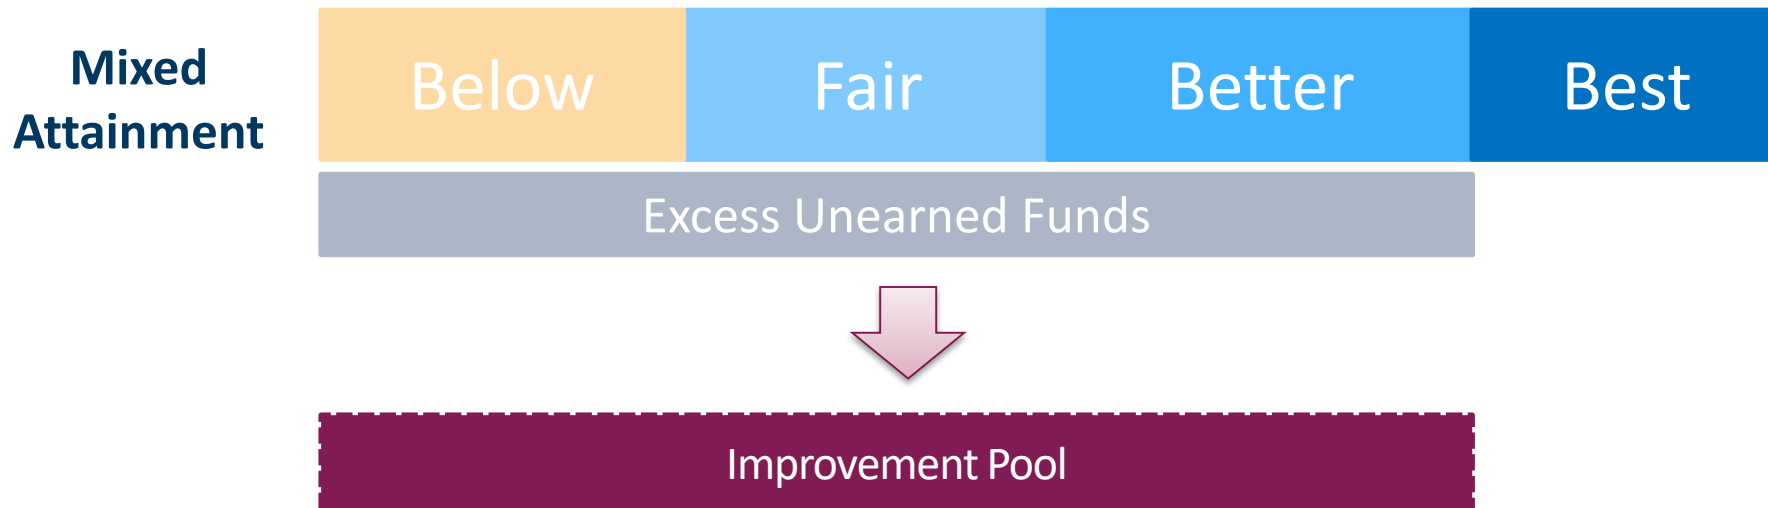 Mixed
Attainment
Below
Fair
Better
Best
Excess Unearned Funds
Improvement Pool